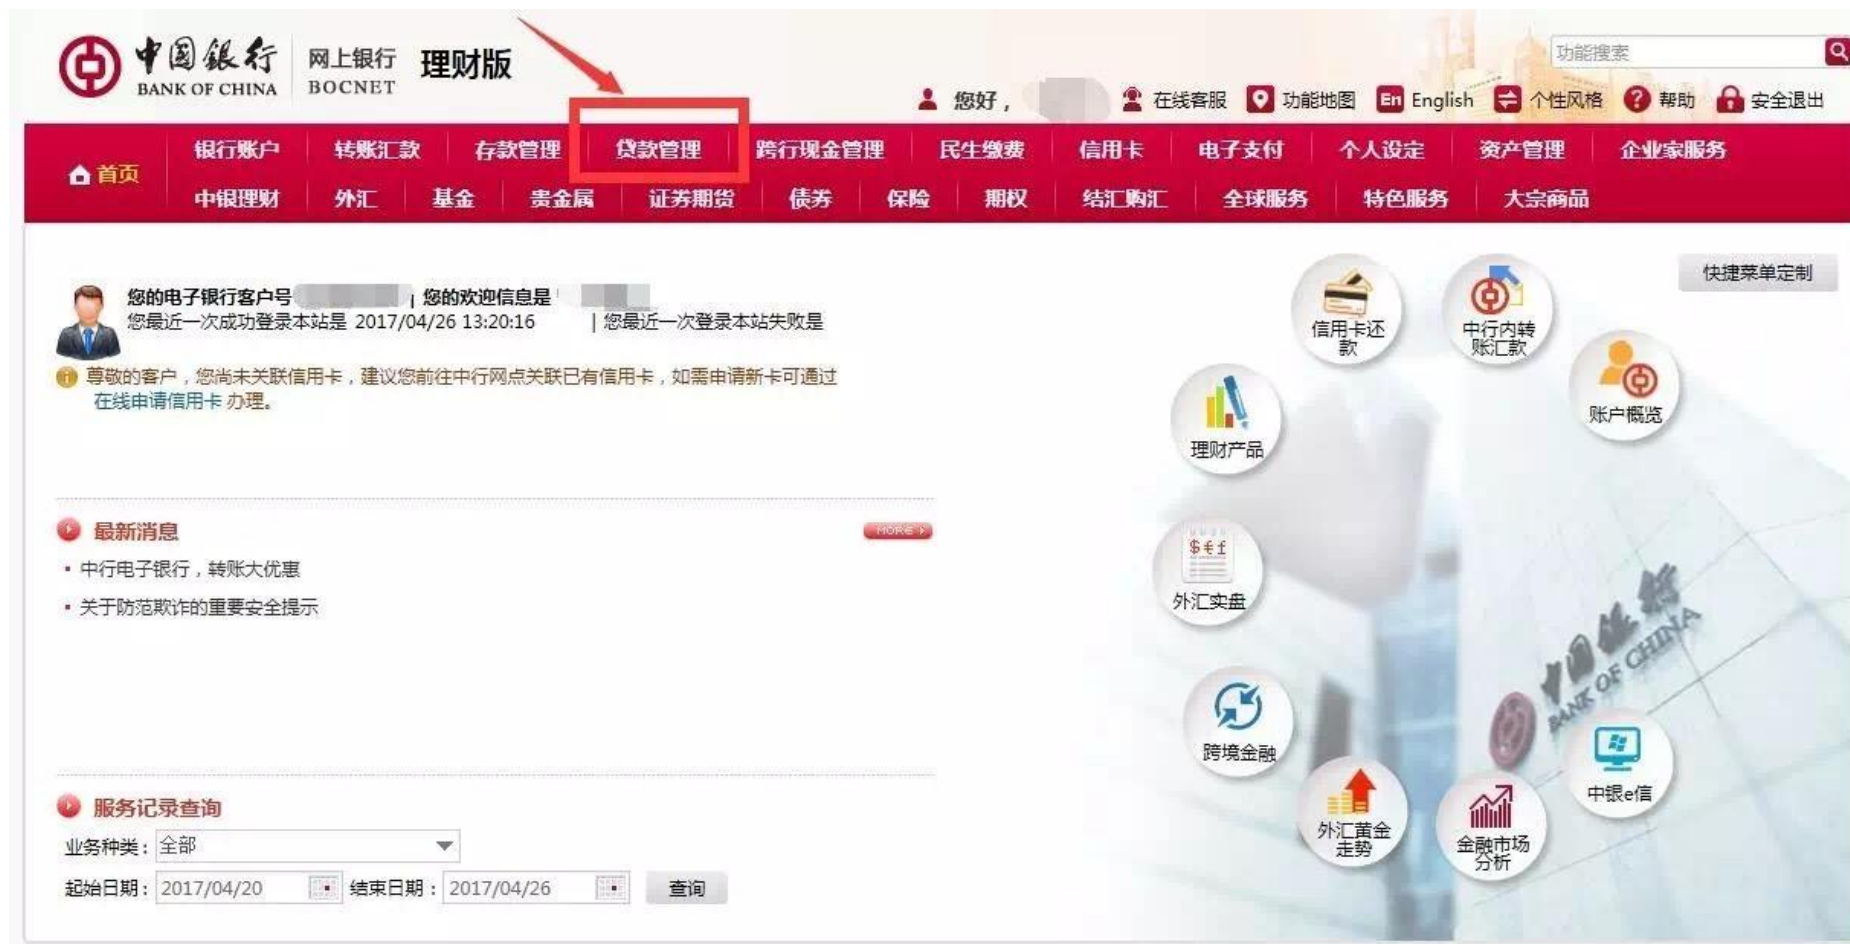 中国银行 BANK OF CHINA 网上银行 BOCNET 理财版
功能搜索
您好， 在线客服 功能地图 En English 个性风格 帮助 安全退出
首页
银行账户 转账汇款 存款管理 贷款管理 跨行现金管理 民生缴费 信用卡 电子支付 个人设定 资产管理 企业家服务
中银理财 外汇 基金 贵金属 证券期货 债券 保险 期权 结汇购汇 全球服务 特色服务 大宗商品
快捷菜单定制
您的电子银行客户号 | 您的欢迎信息是
您最近一次成功登录本站是 2017/04/26 13:20:16 | 您最近一次登录本站失败是
尊敬的客户，您尚未关联信用卡，建议您前往中行网点关联已有信用卡，如需申请新卡可通过
在线申请信用卡 办理。
最新消息 MORE
中行电子银行，转账大优惠
关于防范欺诈的重要安全提示
服务记录查询
业务种类： 全部
起始日期： 2017/04/20 结束日期： 2017/04/26 查询
信用卡还
款
中行内转
账汇款
账户概览
理财产品
$€£
外汇实盘
跨境金融
外汇黄金
走势
金融市场
分析
中银e信
中国银行
BANK OF CHINA